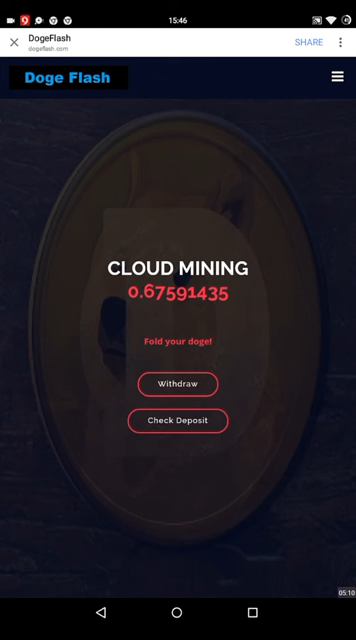 15:46
DogeFlash
dogeflash.com
SHARE
Doge Flash
CLOUD MINING
0.67591435
Fold your doge!
Withdraw
Check Deposit
05:10